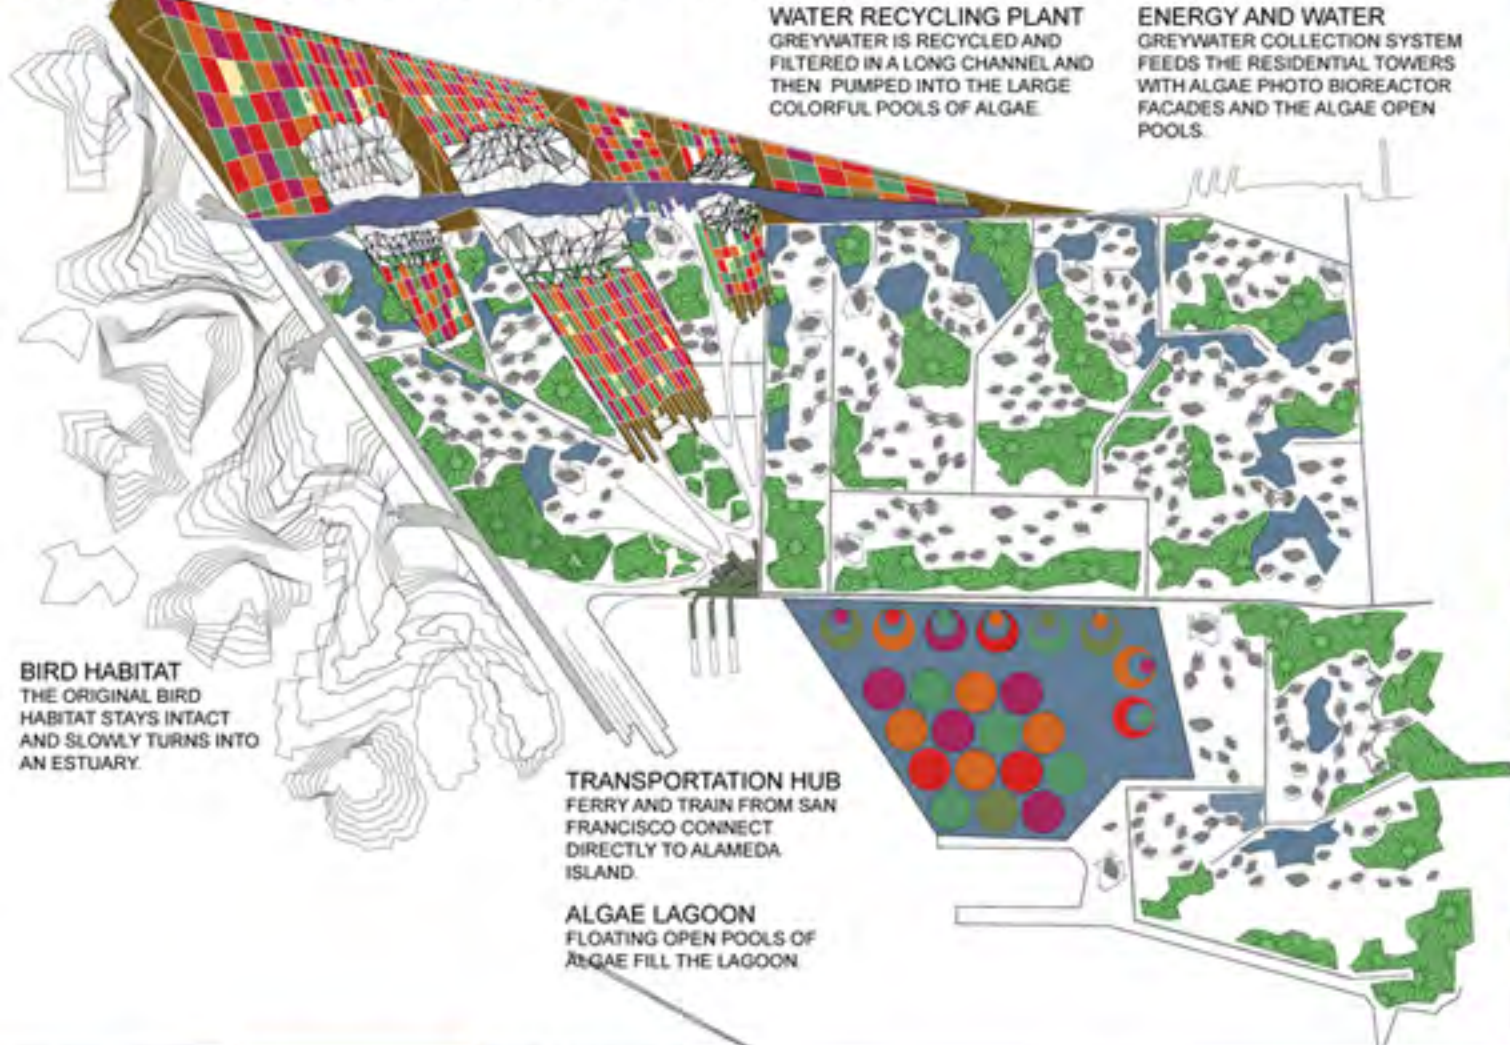 WATER RECYCLING PLANT
GREYWATER IS RECYCLED AND
FILTERED IN A LONG CHANNEL AND
THEN PUMPED INTO THE LARGE
COLORFUL POOLS OF ALGAE.
ENERGY AND WATER
GREYWATER COLLECTION SYSTEM
FEEDS THE RESIDENTIAL TOWERS
WITH ALGAE PHOTO BIOREACTOR
FACADES AND THE ALGAE OPEN
POOLS.
BIRD HABITAT
THE ORIGINAL BIRD
HABITAT STAYS INTACT
AND SLOWLY TURNS INTO
AN ESTUARY.
TRANSPORTATION HUB
FERRY AND TRAIN FROM SAN
FRANCISCO CONNECT
DIRECTLY TO ALAMEDA
ISLAND.
ALGAE LAGOON
FLOATING OPEN POOLS OF
ALGAE FILL THE LAGOON.